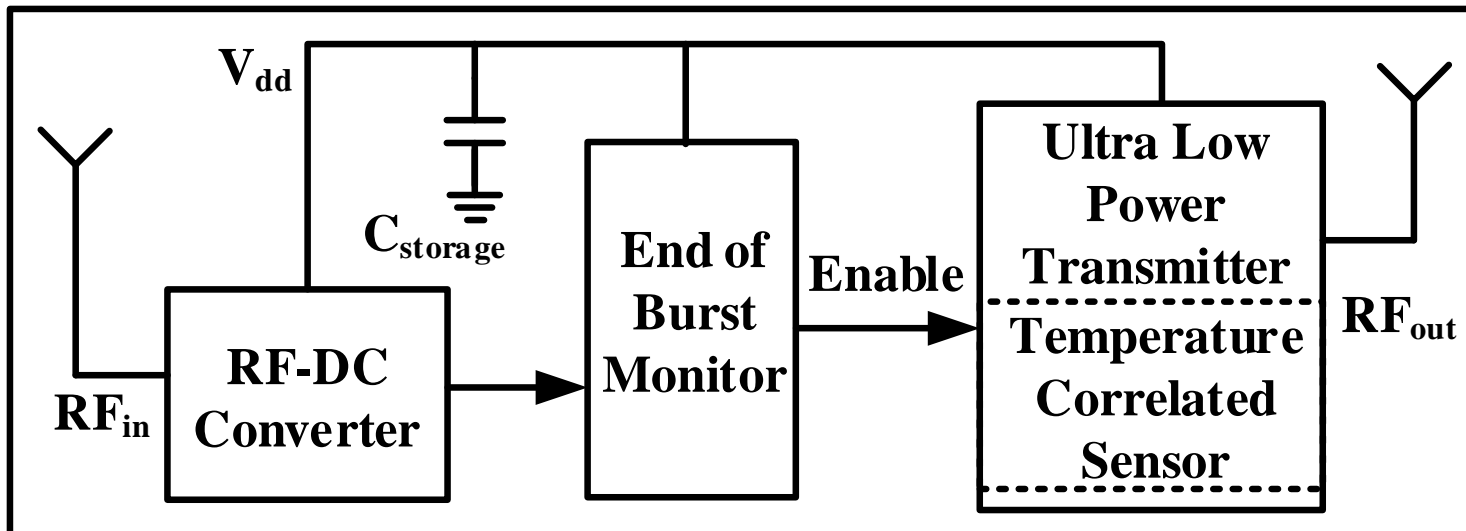 V_dd
C_storage
RF_in
RF-DC
Converter
End of
Burst
Monitor
Enable
Ultra Low
Power
Transmitter
Temperature
Correlated
Sensor
RF_out